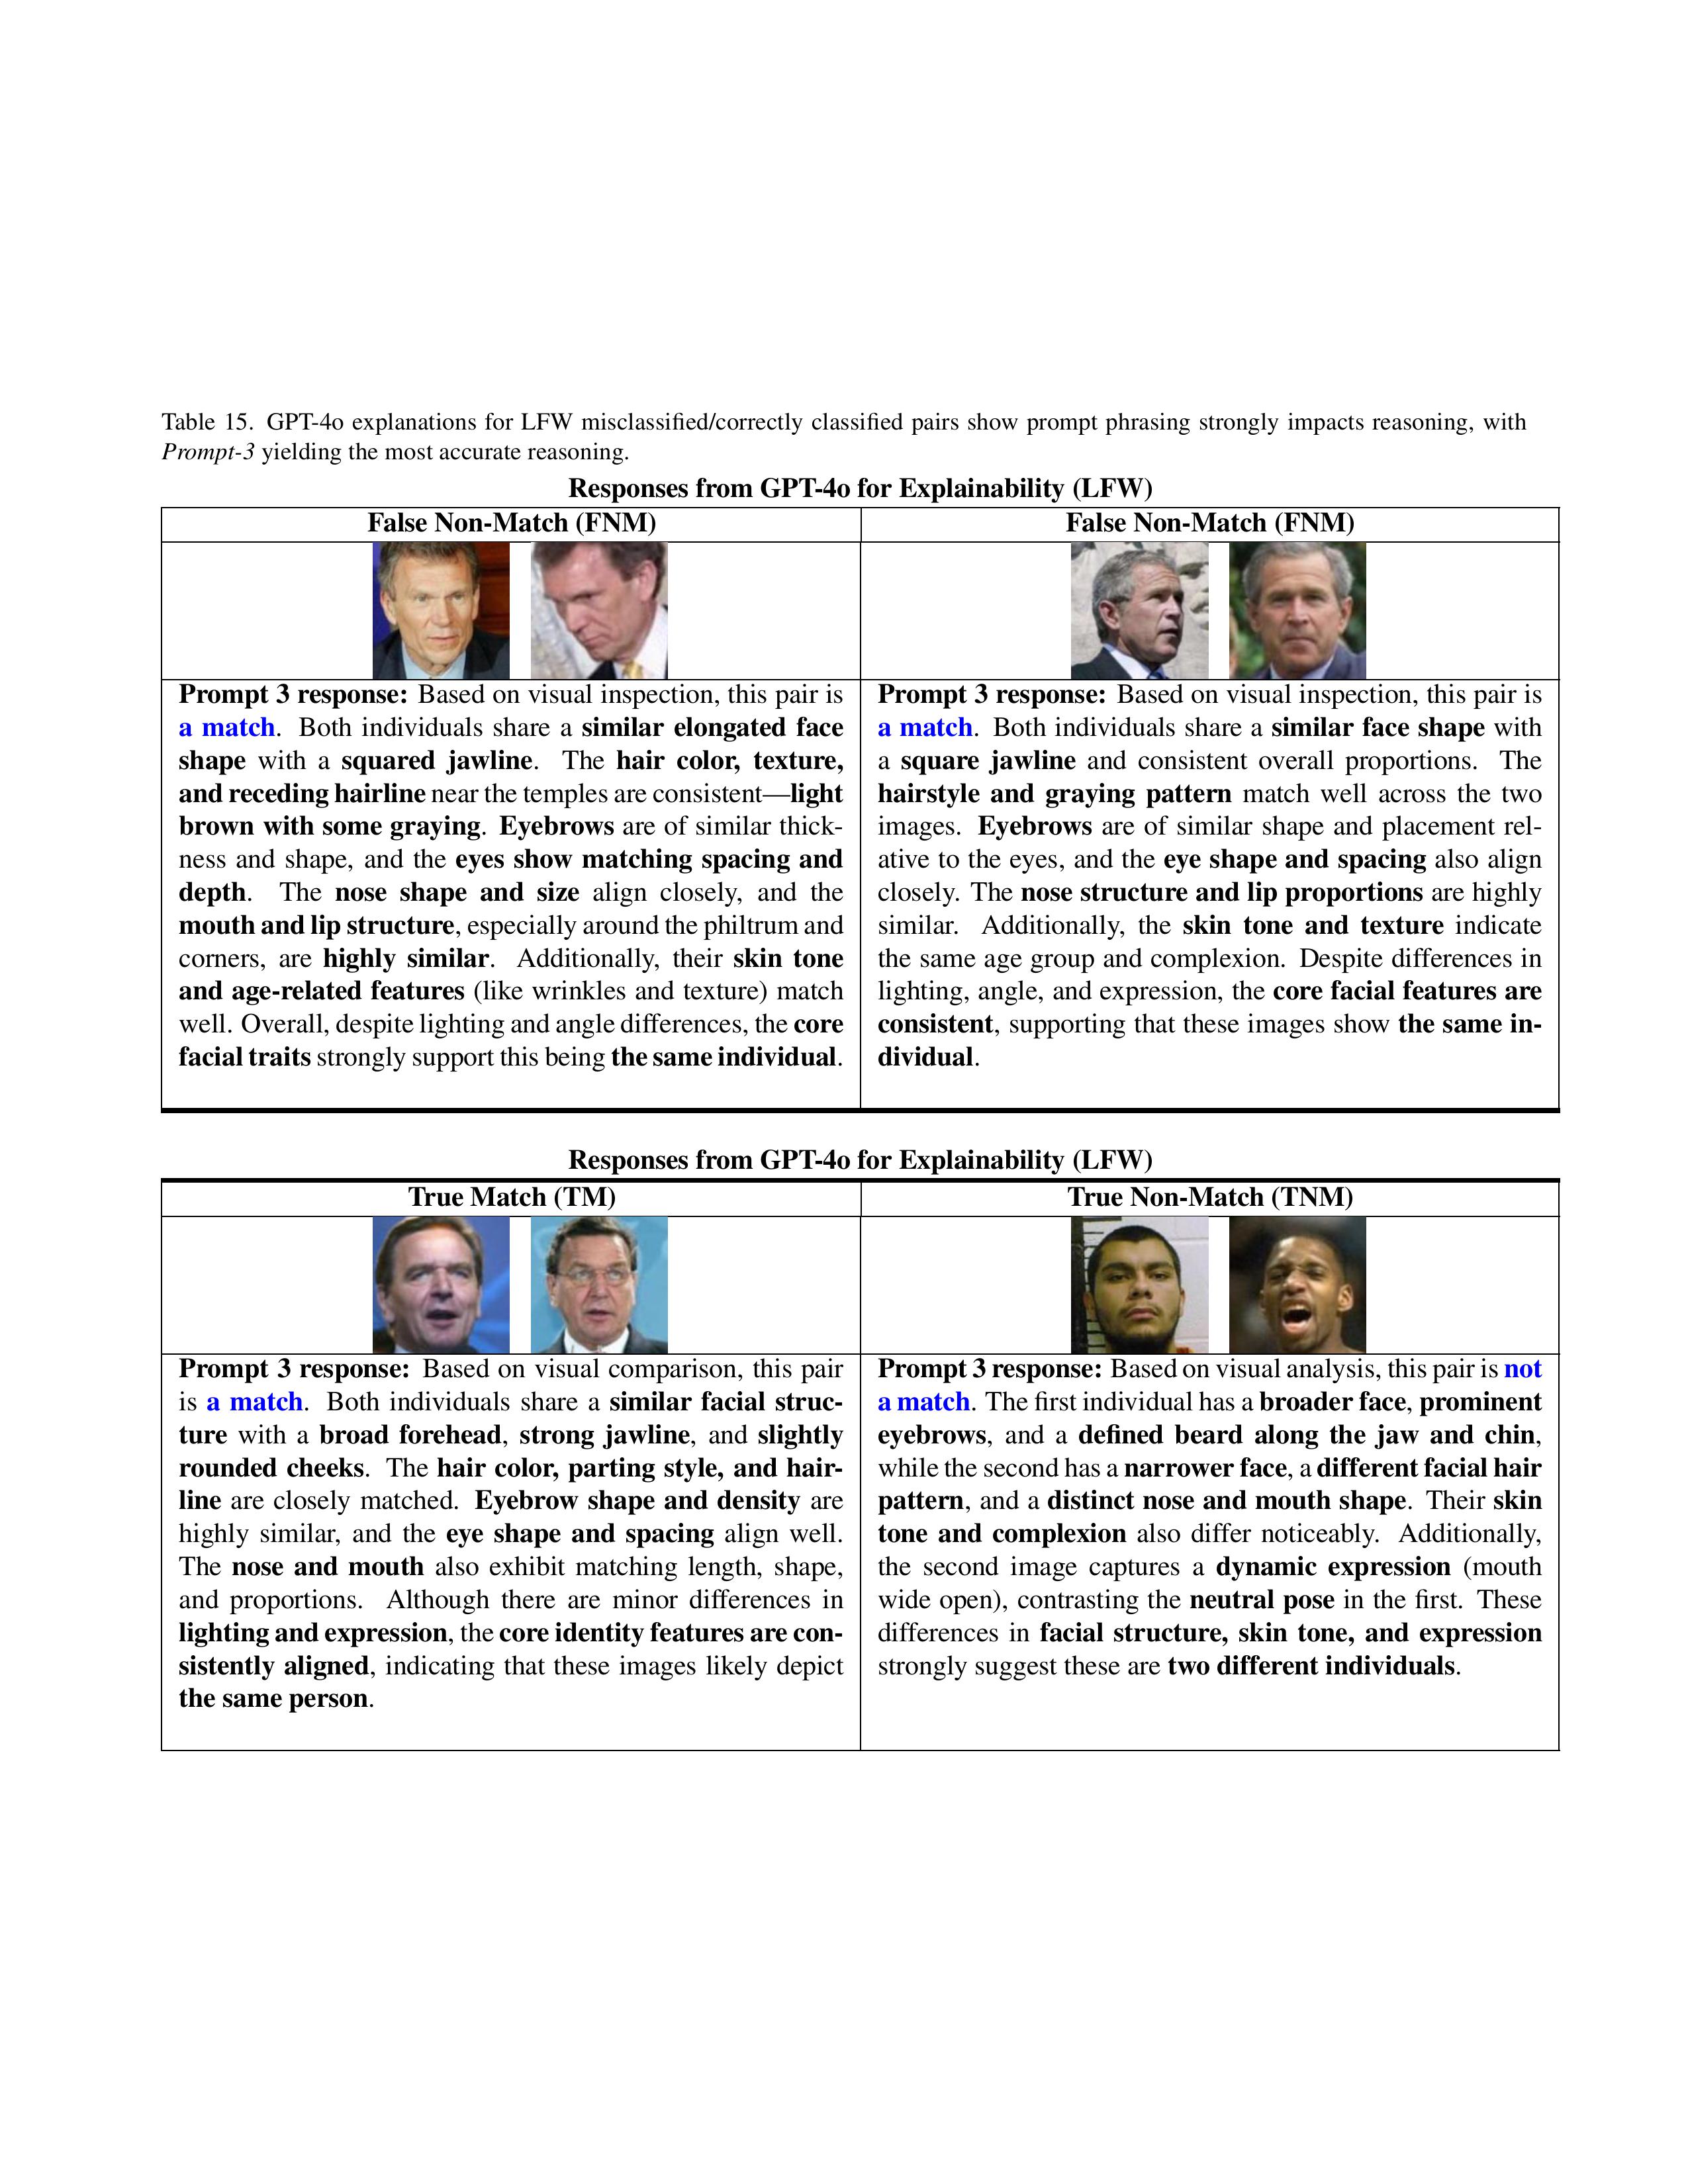 Table 15. GPT-4o explanations for LFW misclassified/correctly classified pairs show prompt phrasing strongly impacts reasoning, with
Prompt-3 yielding the most accurate reasoning.
Responses from GPT-4o for Explainability (LFW)
False Non-Match (FNM)
False Non-Match (FNM)
Prompt 3 response: Based on visual inspection, this pair is
a match. Both individuals share a similar elongated face
shape with a squared jawline. The hair color, texture,
and receding hairline near the temples are consistent—light
brown with some graying. Eyebrows are of similar thick-
ness and shape, and the eyes show matching spacing and
depth. The nose shape and size align closely, and the
mouth and lip structure, especially around the philtrum and
corners, are highly similar. Additionally, their skin tone
and age-related features (like wrinkles and texture) match
well. Overall, despite lighting and angle differences, the core
facial traits strongly support this being the same individual.
Prompt 3 response: Based on visual inspection, this pair is
a match. Both individuals share a similar face shape with
a square jawline and consistent overall proportions. The
hairstyle and graying pattern match well across the two
images. Eyebrows are of similar shape and placement rel-
ative to the eyes, and the eye shape and spacing also align
closely. The nose structure and lip proportions are highly
similar. Additionally, the skin tone and texture indicate
the same age group and complexion. Despite differences in
lighting, angle, and expression, the core facial features are
consistent, supporting that these images show the same in-
dividual.
Responses from GPT-4o for Explainability (LFW)
True Match (TM)
True Non-Match (TNM)
Prompt 3 response: Based on visual comparison, this pair
is a match. Both individuals share a similar facial struc-
ture with a broad forehead, strong jawline, and slightly
rounded cheeks. The hair color, parting style, and hair-
line are closely matched. Eyebrow shape and density are
highly similar, and the eye shape and spacing align well.
The nose and mouth also exhibit matching length, shape,
and proportions. Although there are minor differences in
lighting and expression, the core identity features are con-
sistently aligned, indicating that these images likely depict
the same person.
Prompt 3 response: Based on visual analysis, this pair is not
a match. The first individual has a broader face, prominent
eyebrows, and a defined beard along the jaw and chin,
while the second has a narrower face, a different facial hair
pattern, and a distinct nose and mouth shape. Their skin
tone and complexion also differ noticeably. Additionally,
the second image captures a dynamic expression (mouth
wide open), contrasting the neutral pose in the first. These
differences in facial structure, skin tone, and expression
strongly suggest these are two different individuals.